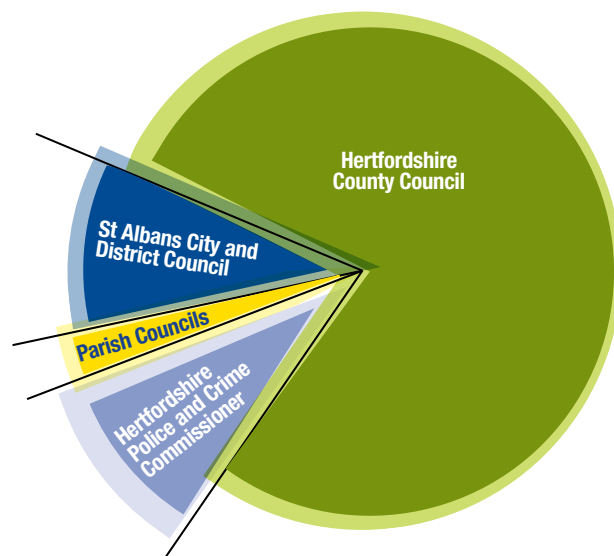 Hertfordshire
County Council
St Albans City and
District Council
Parish Councils
Hertfordshire
Police and Crime
Commissioner